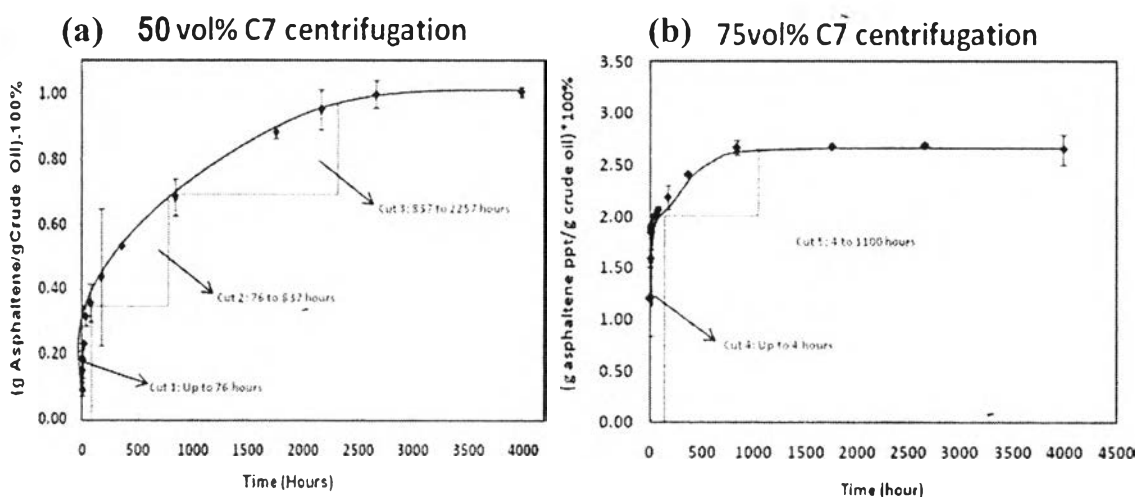 (a) 50 vol% C7 centrifugation
(g Asphaltene/gCrude Oil).100%
1.00
0.80
0.60
0.40
0.20
0.00
Cut 3: 837 to 2257 hours
Cut 2: 76 to 837 hours
Cut 1: Up to 76 hours
0 500 1000 1500 2000 2500 3000 3500 4000
Time (Hours)
(b) 75vol% C7 centrifugation
(g asphaltene ppt/g crude oil)*100%
3.50
3.00
2.50
2.00
1.50
1.00
0.50
0.00
Cut 5: 4 to 1100 hours
Cut 4: Up to 4 hours
0 500 1000 1500 2000 2500 3000 3500 4000 4500
Time (hour)